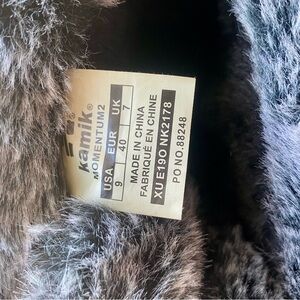 kamik®
MOMENTUM2
USA EUR UK
9 40 7
MADE IN CHINA
FABRIQUÉ EN CHINE
XU E19O NK2178
PO NO.88248